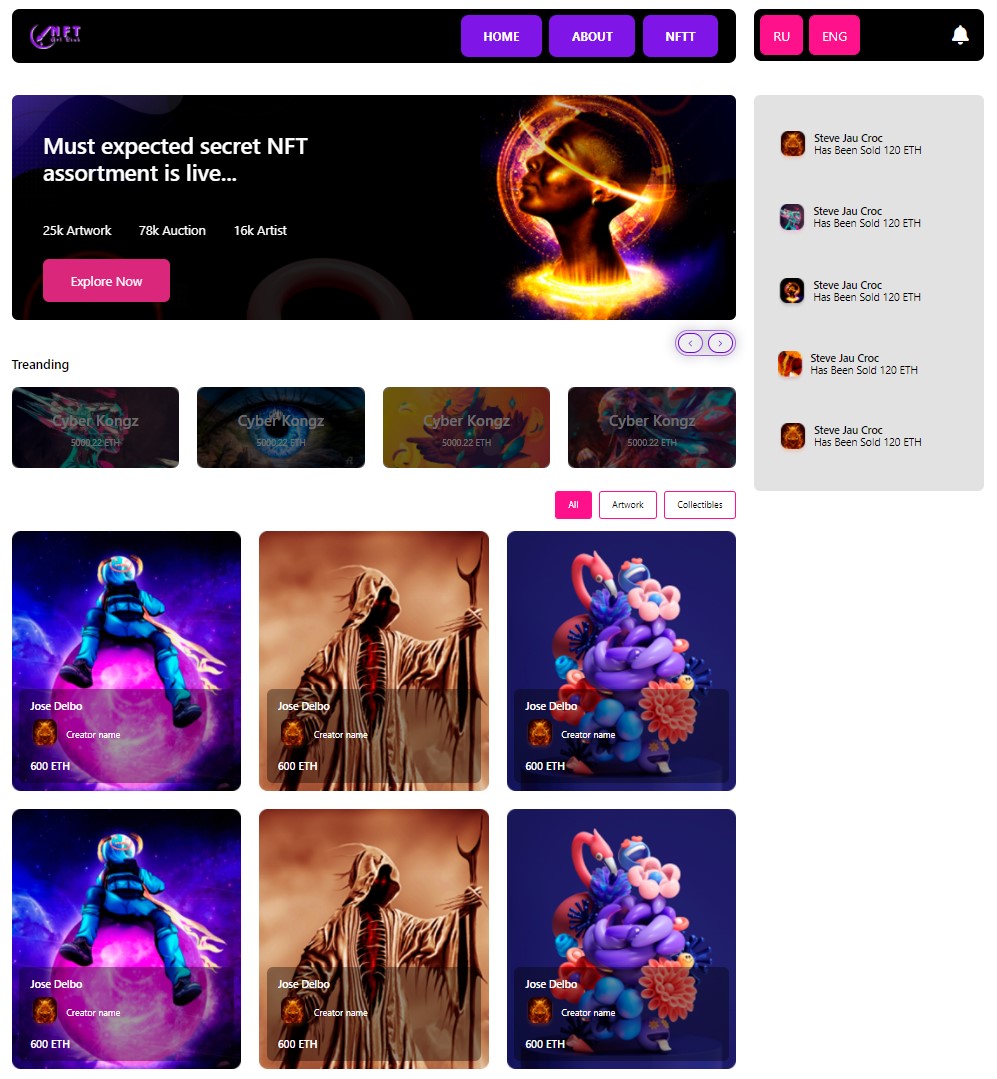 NFT
HOME
ABOUT
NFTT
RU
ENG
Must expected secret NFT
assortment is live...
25k Artwork
78k Auction
16k Artist
Explore Now
Steve Jau Croc
Has Been Sold 120 ETH
Steve Jau Croc
Has Been Sold 120 ETH
Steve Jau Croc
Has Been Sold 120 ETH
Steve Jau Croc
Has Been Sold 120 ETH
Steve Jau Croc
Has Been Sold 120 ETH
Treanding
Cyber Kongz
5000.22 ETH
Cyber Kongz
5000.22 ETH
Cyber Kongz
5000.22 ETH
Cyber Kongz
5000.22 ETH
All
Artwork
Collectibles
Jose Delbo
Creator name
600 ETH
Jose Delbo
Creator name
600 ETH
Jose Delbo
Creator name
600 ETH
Jose Delbo
Creator name
600 ETH
Jose Delbo
Creator name
600 ETH
Jose Delbo
Creator name
600 ETH